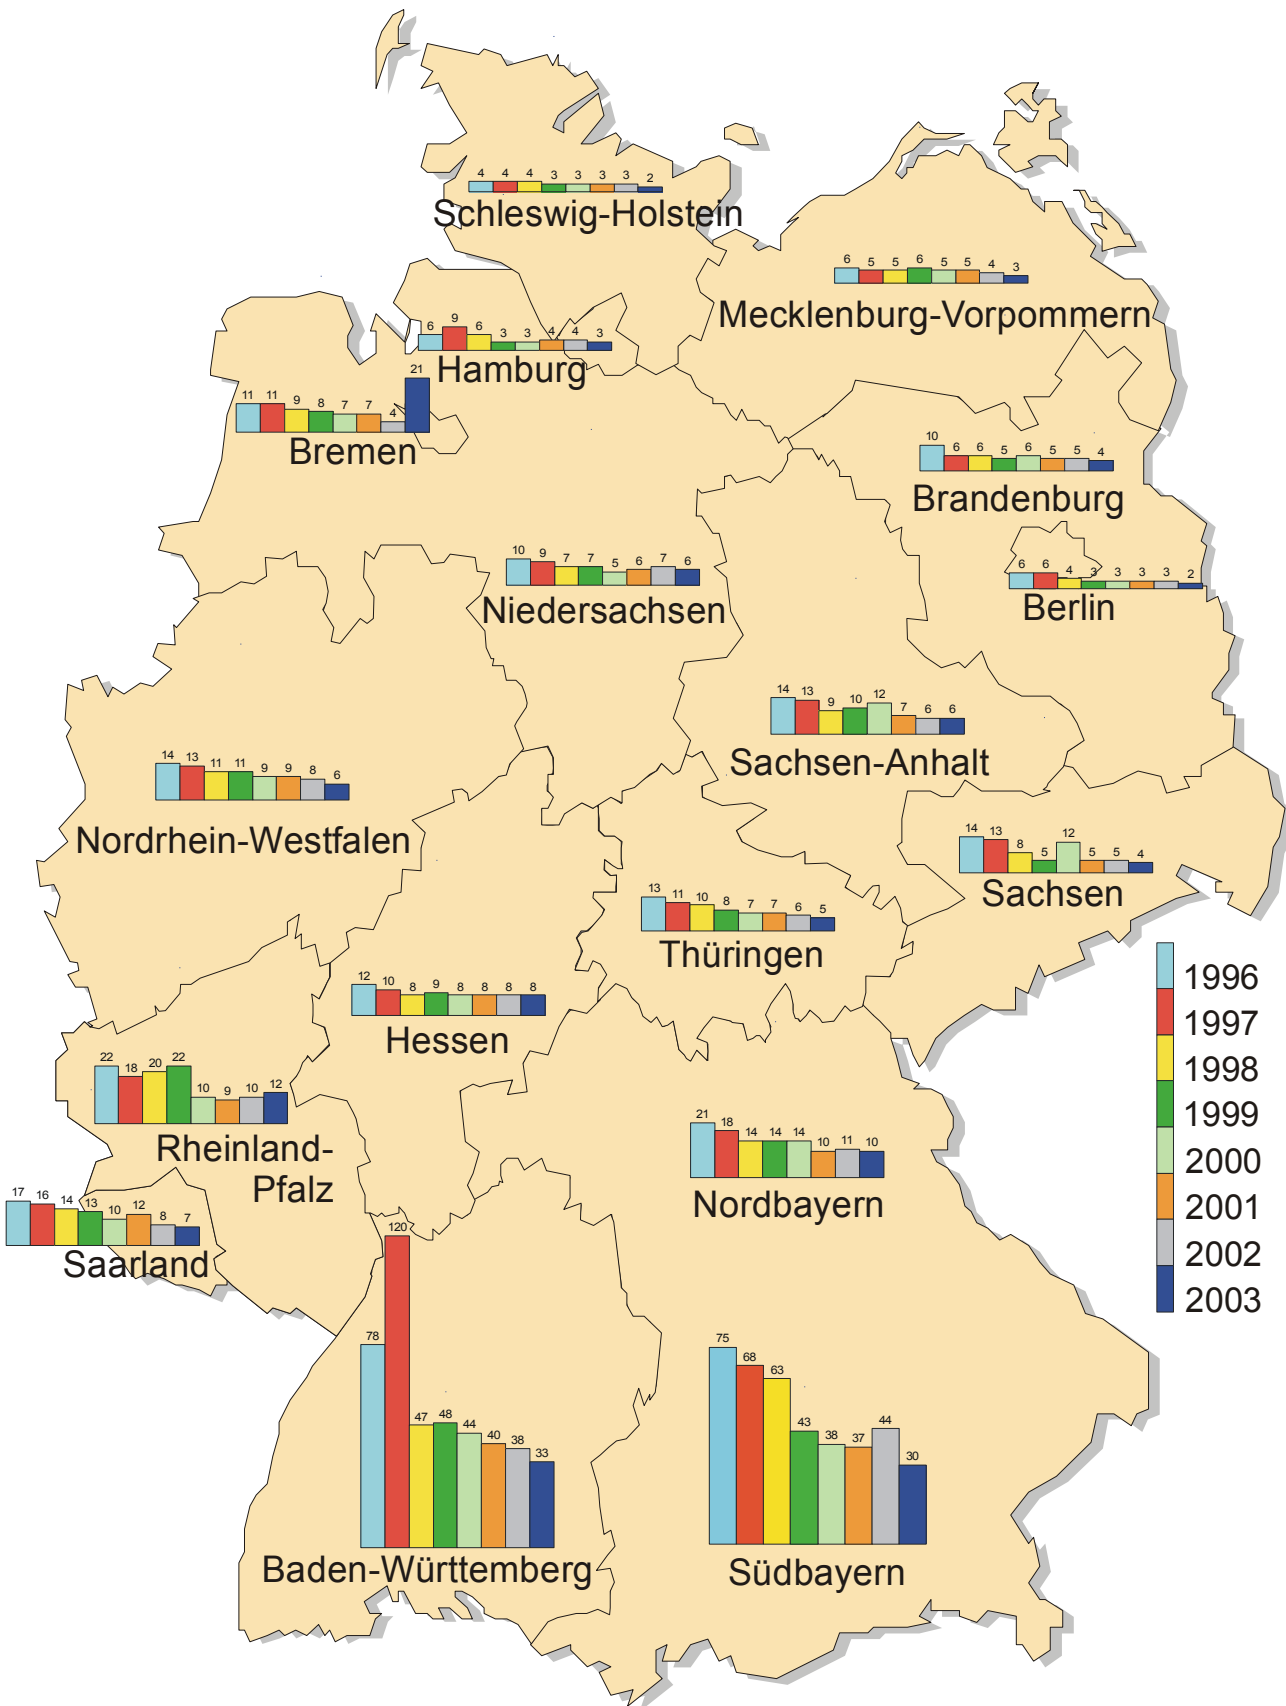 4 4 4 3 3 3 3 2
Schleswig-Holstein
6 5 5 6 5 5 4 3
Mecklenburg-Vorpommern
6 9 6 3 3 4 4 3
Hamburg
11 11 9 8 7 7 4 21
Bremen
10 6 6 5 6 5 5 4
Brandenburg
10 9 7 7 5 6 7 6
Niedersachsen
6 6 4 3 3 3 3 2
Berlin
14 13 9 10 12 7 6 6
Sachsen-Anhalt
14 13 11 11 9 9 8 6
Nordrhein-Westfalen
14 13 8 5 12 5 5 4
Sachsen
13 11 10 8 7 7 6 5
Thüringen
12 10 8 9 8 8 8 8
Hessen
22 18 20 22 10 9 10 12
Rheinland-
Pfalz
21 18 14 14 14 10 11 10
Nordbayern
17 16 14 13 10 12 8 7
Saarland
78 120 47 48 44 40 38 33
Baden-Württemberg
75 68 63 43 38 37 44 30
Südbayern
1996
1997
1998
1999
2000
2001
2002
2003